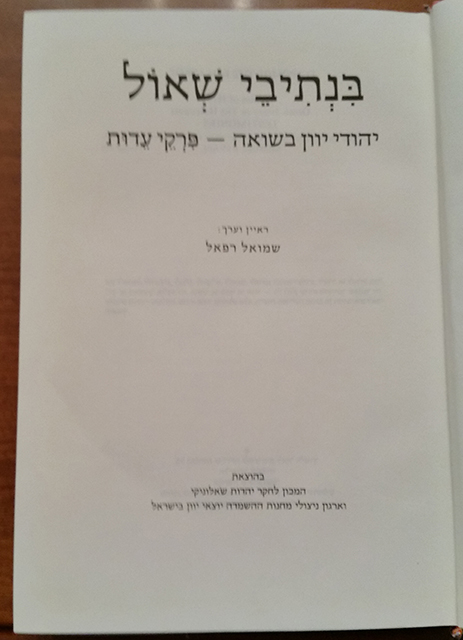 בִּנְתִיבֵי שְׁאוֹל
יהודי יוון בשואה — פִּרְקֵי עֵדוּת
ראיין וערך:
שמואל רפאל
בהוצאת
המכון לחקר יהדות שאלוניקי
וארגון ניצולי מחנות ההשמדה יוצאי יוון בישראל